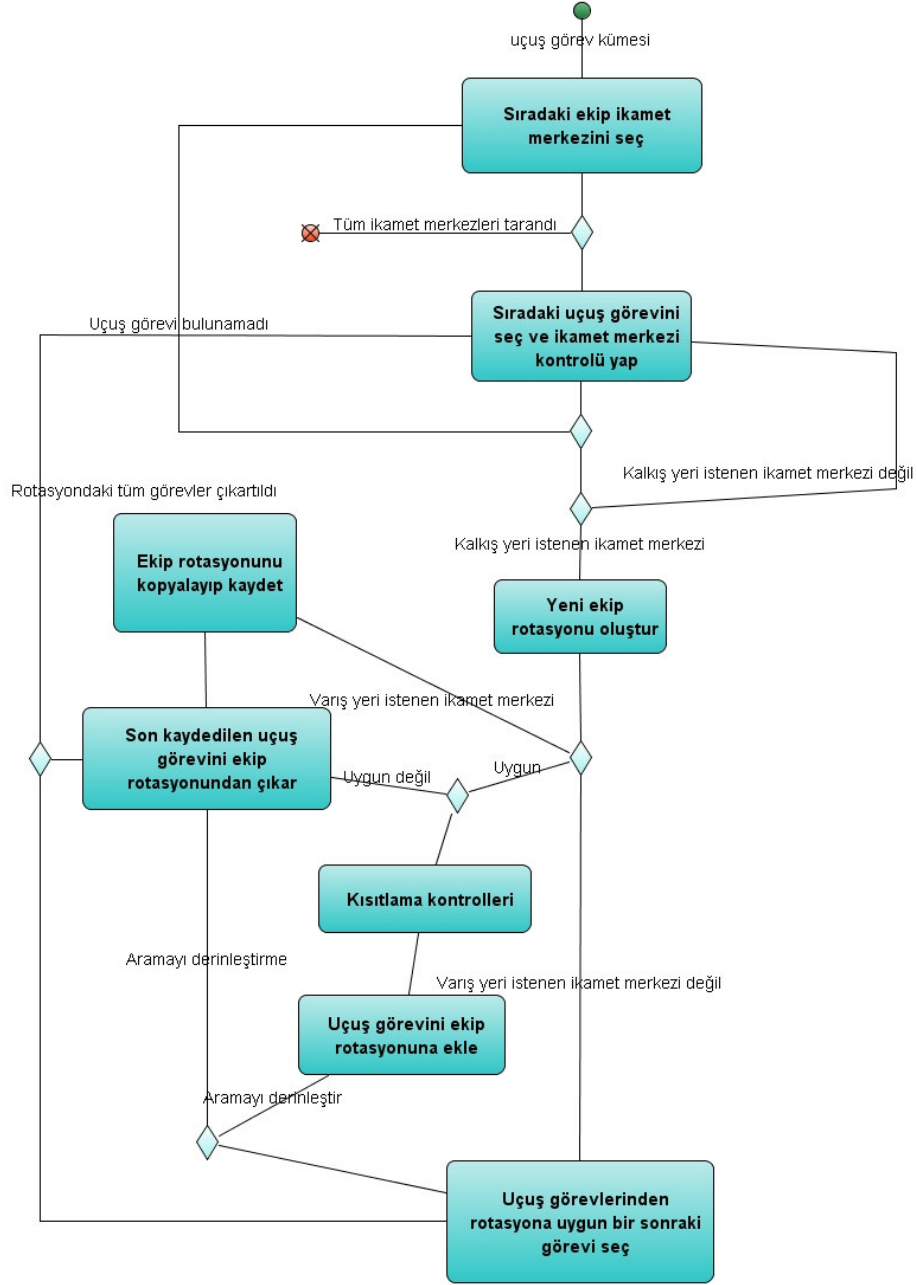 uçuş görev kümesi
Sıradaki ekip ikamet
merkezini seç
Tüm ikamet merkezleri tarandı
Sıradaki uçuş görevini
seç ve ikamet merkezi
kontrolü yap
Uçuş görevi bulunamadı
Kalkış yeri istenen ikamet merkezi değil
Rotasyondaki tüm görevler çıkartıldı
Kalkış yeri istenen ikamet merkezi
Ekip rotasyonunu
kopyalayıp kaydet
Yeni ekip
rotasyonu oluştur
Varış yeri istenen ikamet merkezi
Son kaydedilen uçuş
görevini ekip
rotasyonundan çıkar
Uygun değil
Uygun
Kısıtlama kontrolleri
Aramayı derinleştirme
Varış yeri istenen ikamet merkezi değil
Uçuş görevini ekip
rotasyonuna ekle
Aramayı derinleştir
Uçuş görevlerinden
rotasyona uygun bir sonraki
görevi seç